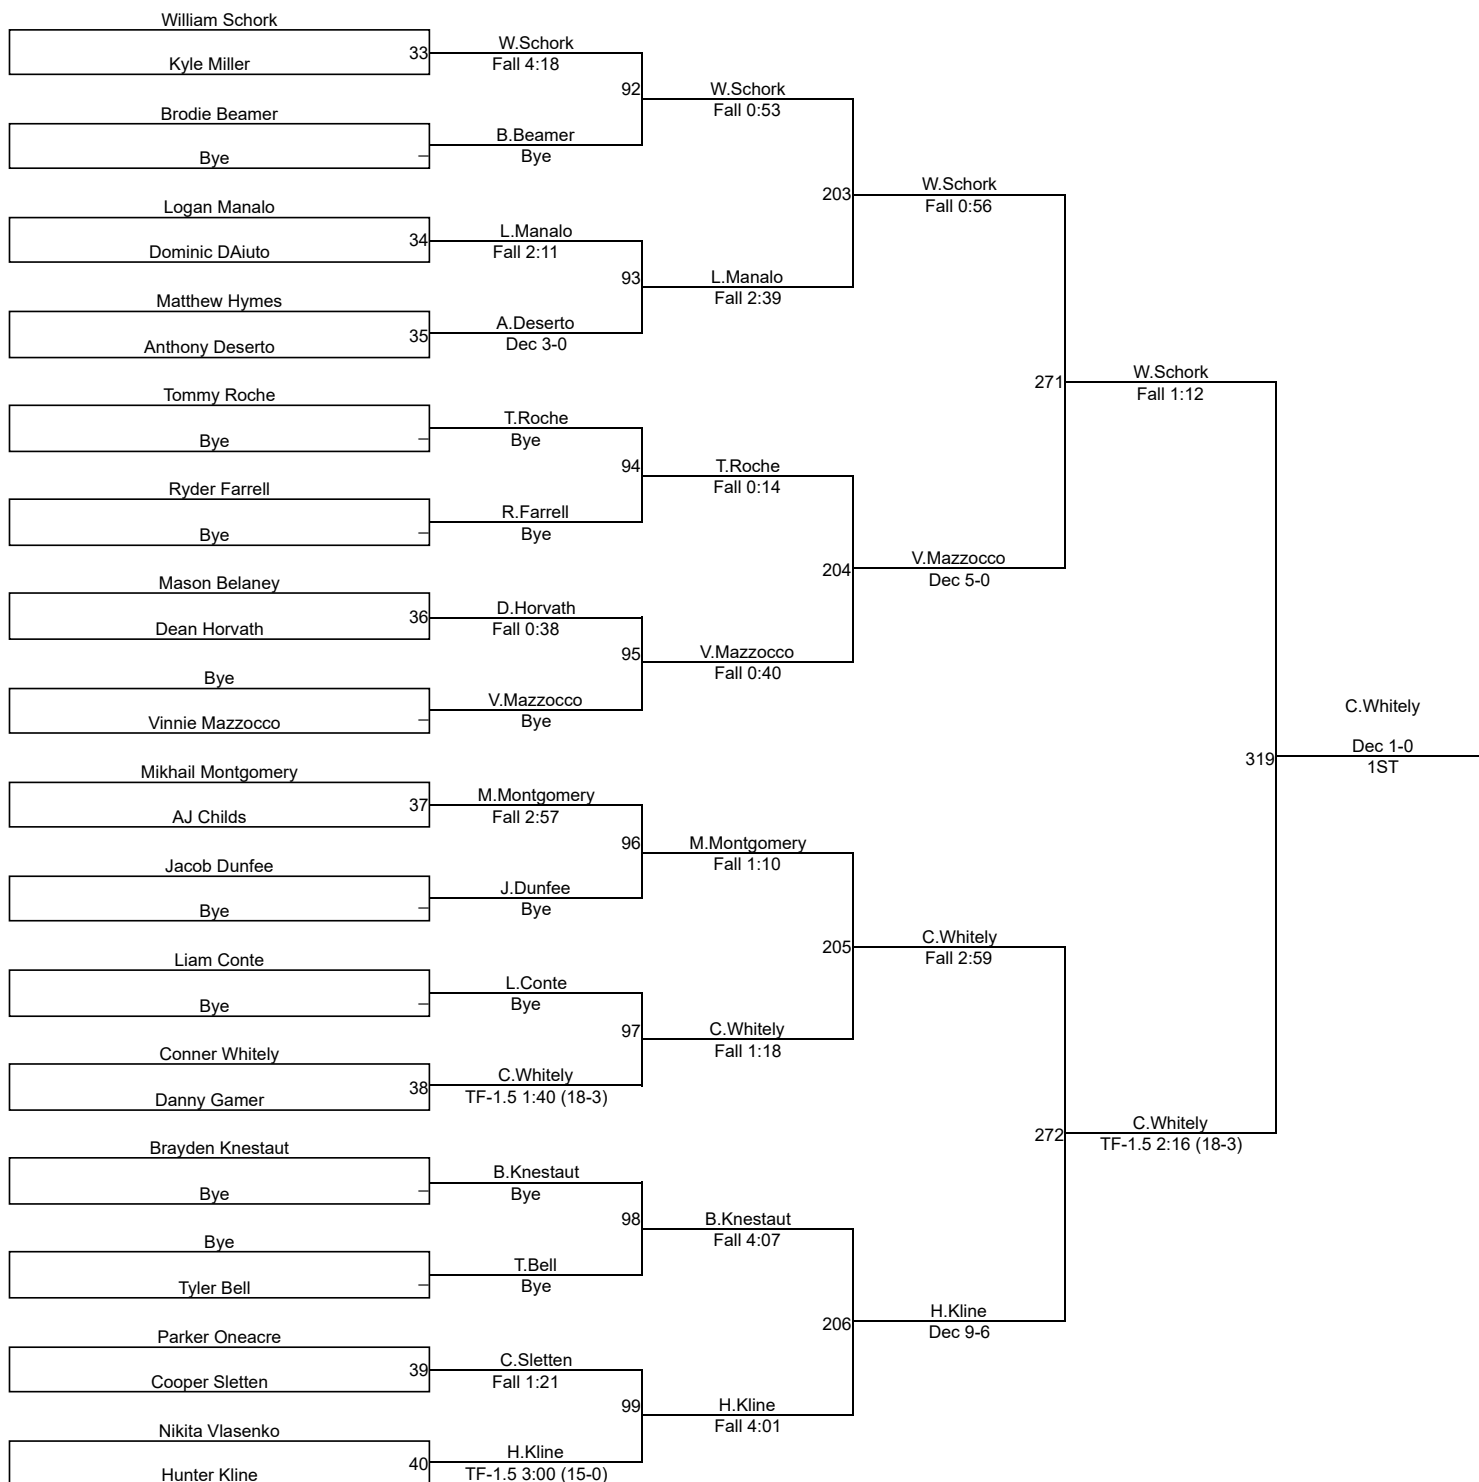 William Schork
33
Kyle Miller
Brodie Beamer
Bye
Logan Manalo
34
Dominic DAiuto
Matthew Hymes
35
Anthony Deserto
Tommy Roche
Bye
Ryder Farrell
Bye
Mason Belaney
36
Dean Horvath
Bye
Vinnie Mazzocco
Mikhail Montgomery
37
AJ Childs
Jacob Dunfee
Bye
Liam Conte
Bye
Conner Whitely
38
Danny Gamer
Brayden Knestaut
Bye
Bye
Tyler Bell
Parker Oneacre
39
Cooper Sletten
Nikita Vlasenko
40
Hunter Kline
W.Schork
Fall 4:18
92
B.Beamer
Bye
L.Manalo
Fall 2:11
93
A.Deserto
Dec 3-0
T.Roche
Bye
94
R.Farrell
Bye
D.Horvath
Fall 0:38
95
V.Mazzocco
Bye
M.Montgomery
Fall 2:57
96
J.Dunfee
Bye
L.Conte
Bye
97
C.Whitely
TF-1.5 1:40 (18-3)
B.Knestaut
Bye
98
T.Bell
Bye
C.Sletten
Fall 1:21
99
H.Kline
TF-1.5 3:00 (15-0)
W.Schork
Fall 0:53
203
L.Manalo
Fall 2:39
T.Roche
Fall 0:14
204
V.Mazzocco
Fall 0:40
M.Montgomery
Fall 1:10
205
C.Whitely
Fall 1:18
B.Knestaut
Fall 4:07
206
H.Kline
Fall 4:01
W.Schork
Fall 0:56
271
V.Mazzocco
Dec 5-0
C.Whitely
Fall 2:59
272
H.Kline
Dec 9-6
W.Schork
Fall 1:12
319
C.Whitely
TF-1.5 2:16 (18-3)
C.Whitely
Dec 1-0
1ST